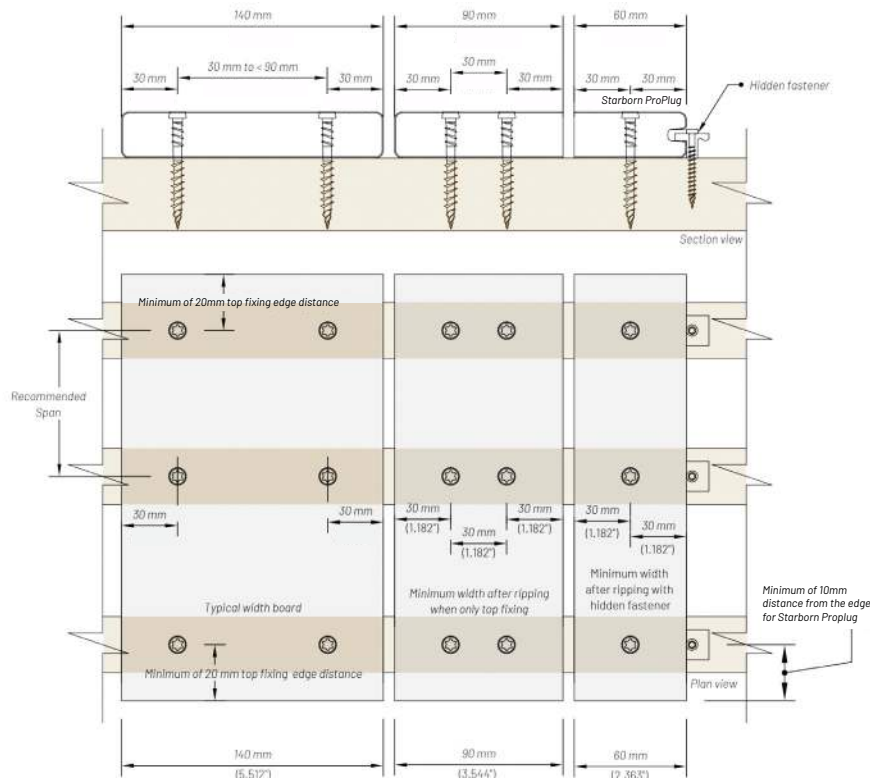 140 mm
90 mm
60 mm
30 mm
30 mm to < 90 mm
30 mm
30 mm
30 mm
30 mm
30 mm
30 mm
Starborn ProPlug
Hidden fastener
Section view
Minimum of 20mm top fixing edge distance
Recommended
Span
30 mm
30 mm
30 mm
(1.182")
30 mm
(1.182")
30 mm
(1.182")
30 mm
(1.182")
30 mm
(1.182")
Typical width board
Minimum width after ripping
when only top fixing
Minimum width
after ripping with
hidden fastener
Minimum of 10mm
distance from the edge
for Starborn Proplug
Minimum of 20 mm top fixing edge distance
Plan view
140 mm
(5.512")
90 mm
(3.544")
60 mm
(2.363")